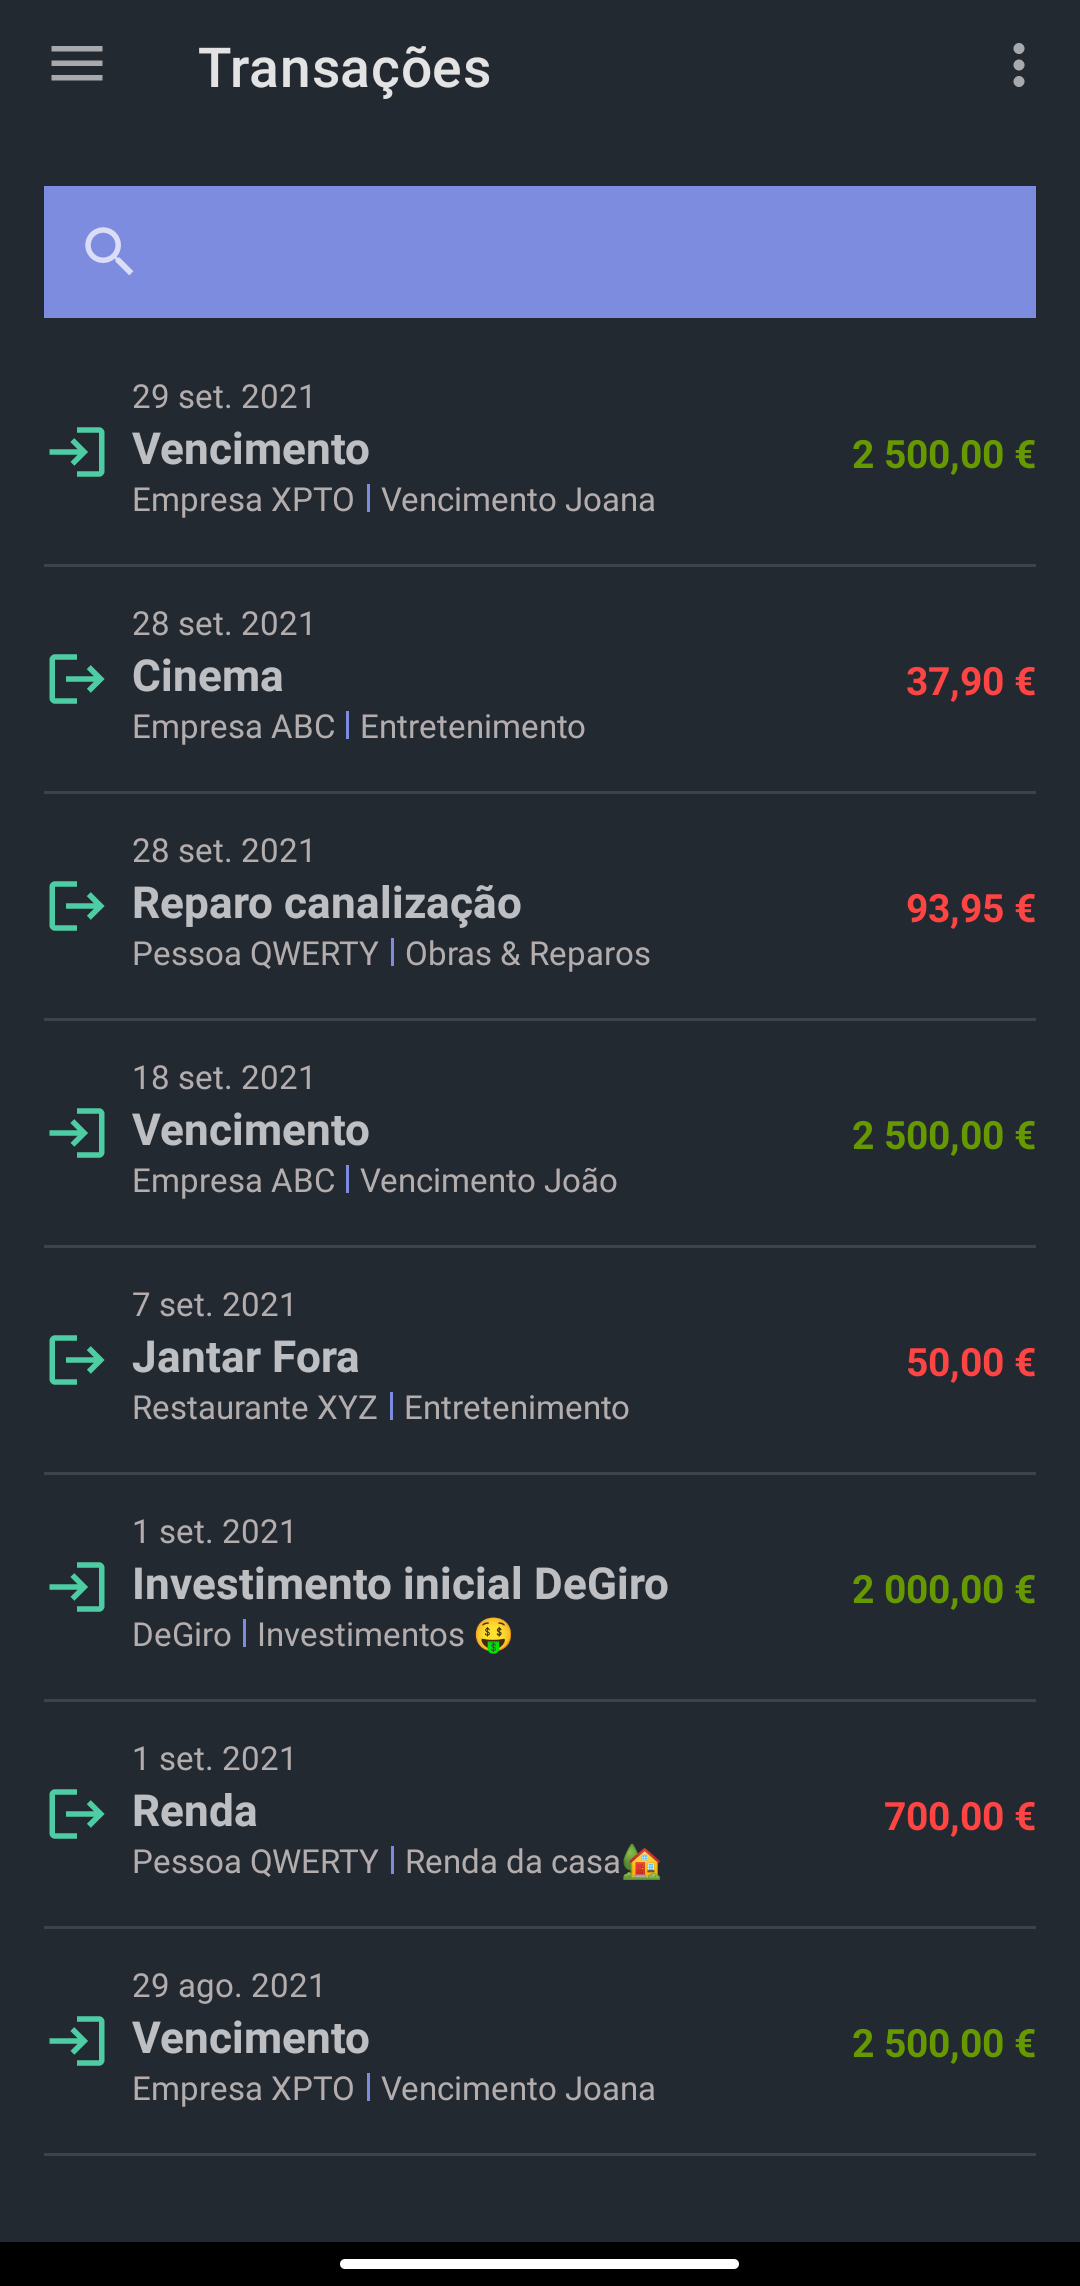 Transações
29 set. 2021
Vencimento
2 500,00 €
Empresa XPTO | Vencimento Joana
28 set. 2021
Cinema
37,90 €
Empresa ABC | Entretenimento
28 set. 2021
Reparo canalização
93,95 €
Pessoa QWERTY | Obras & Reparos
18 set. 2021
Vencimento
2 500,00 €
Empresa ABC | Vencimento João
7 set. 2021
Jantar Fora
50,00 €
Restaurante XYZ | Entretenimento
1 set. 2021
Investimento inicial DeGiro
2 000,00 €
DeGiro | Investimentos 🤑
1 set. 2021
Renda
700,00 €
Pessoa QWERTY | Renda da casa🏡
29 ago. 2021
Vencimento
2 500,00 €
Empresa XPTO | Vencimento Joana